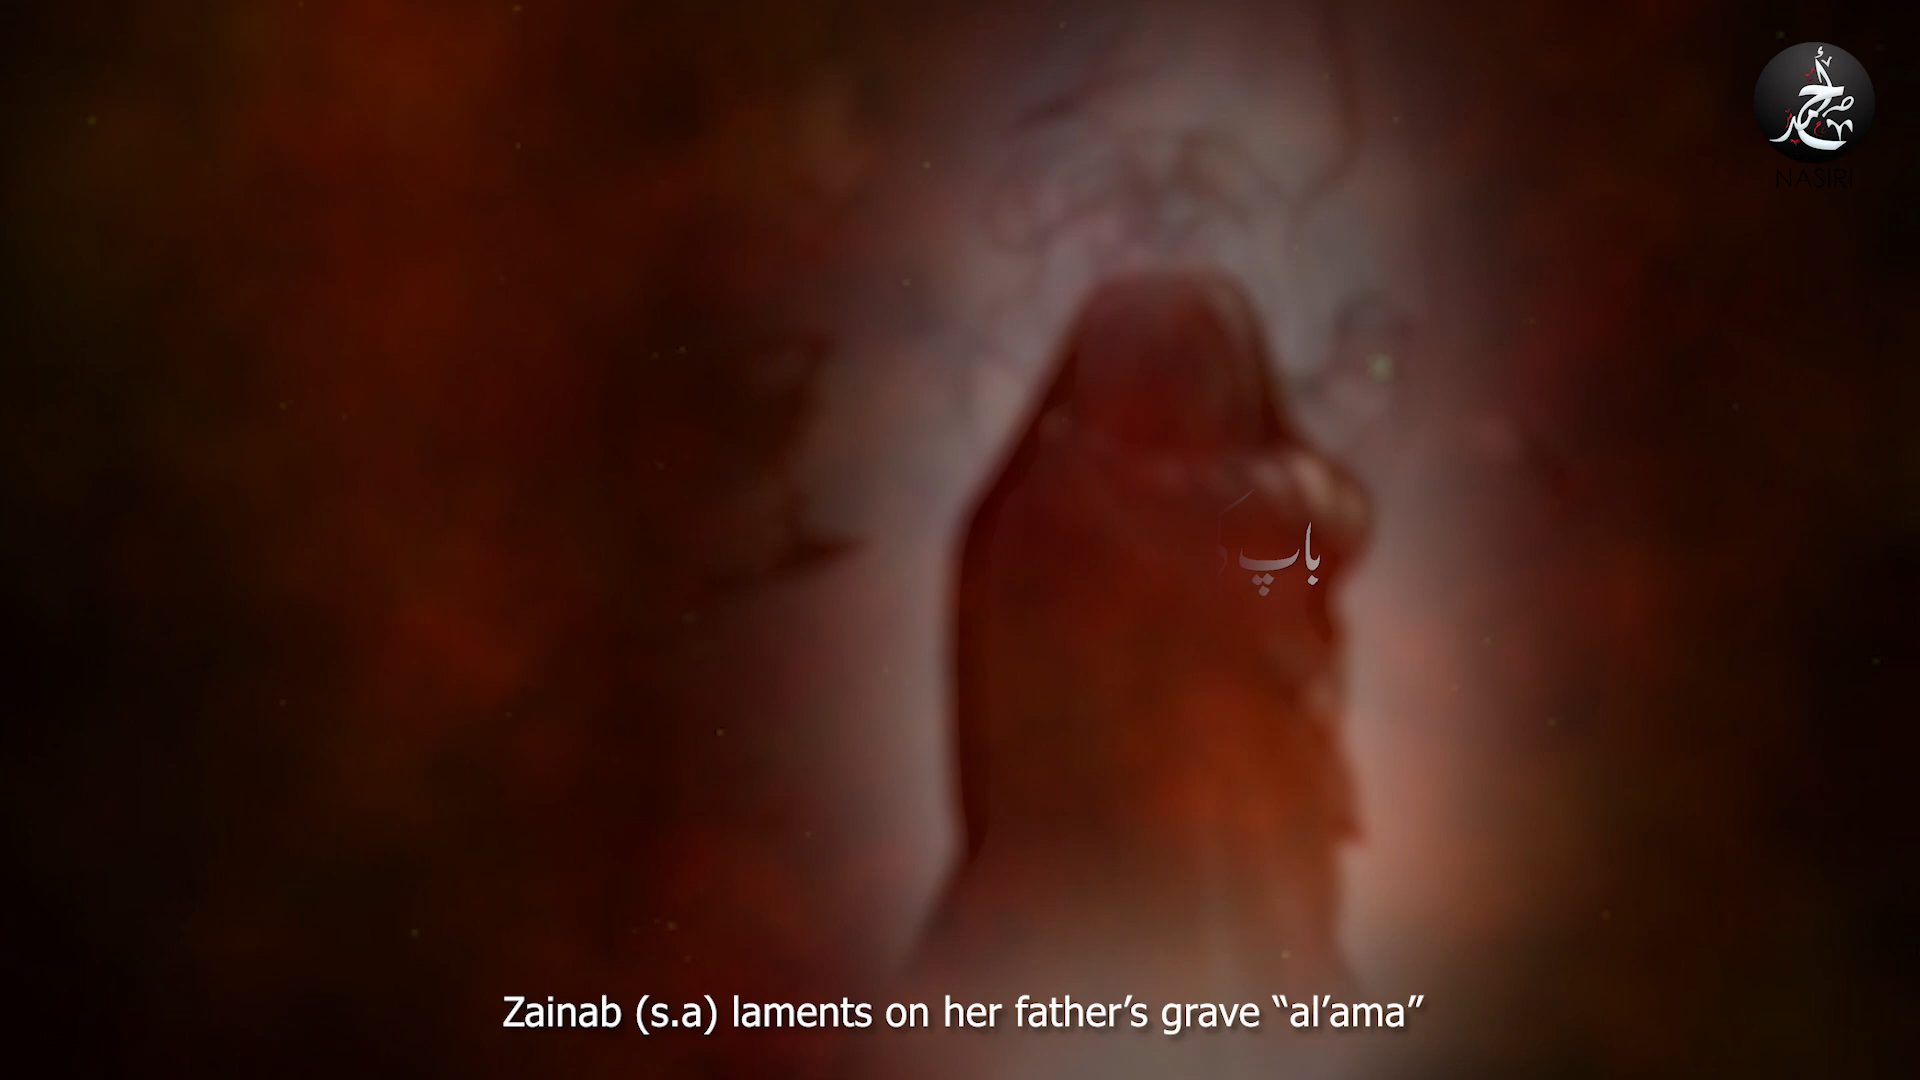 NASIRI
باپ
Zainab (s.a) laments on her father’s grave “al’ama”